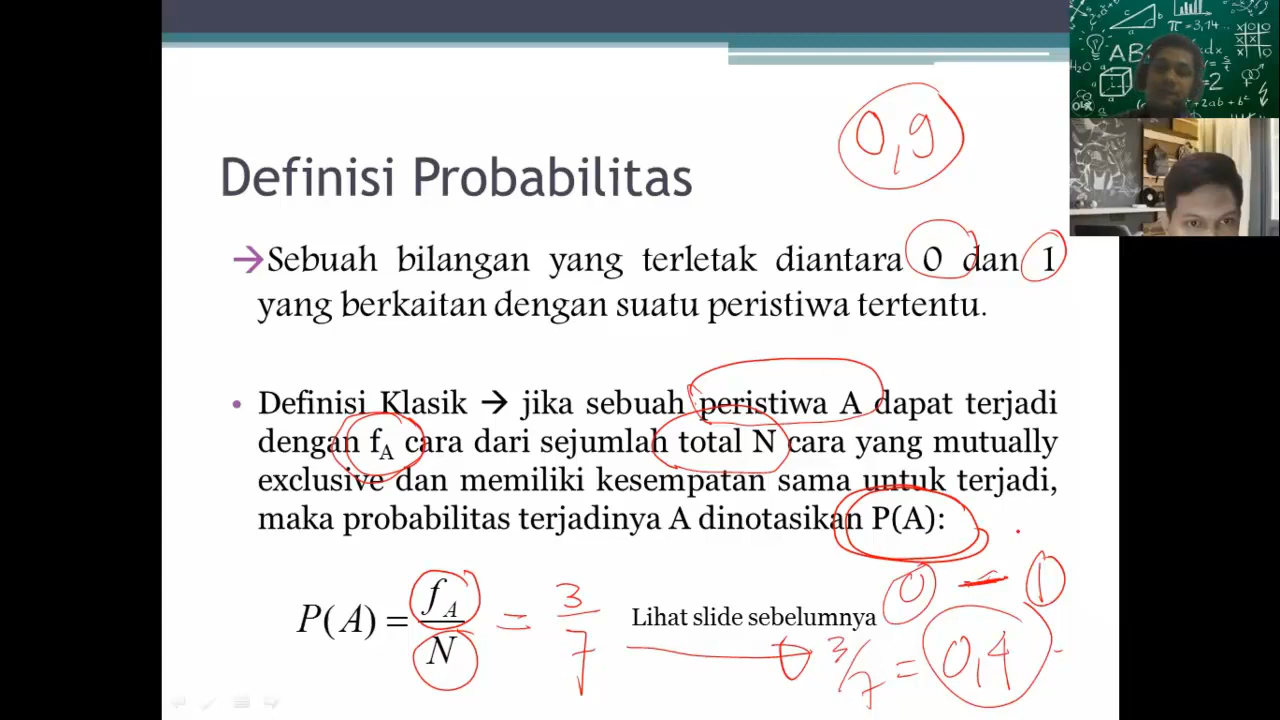 0,9
Definisi Probabilitas
→Sebuah bilangan yang terletak diantara 0 dan 1
yang berkaitan dengan suatu peristiwa tertentu.
• Definisi Klasik → jika sebuah peristiwa A dapat terjadi
dengan fA cara dari sejumlah total N cara yang mutually
exclusive dan memiliki kesempatan sama untuk terjadi,
maka probabilitas terjadinya A dinotasikan P(A):
0 - 1
P(A) = fA/N = 3/7
Lihat slide sebelumnya
3/7 = 0,4
π = 3,14